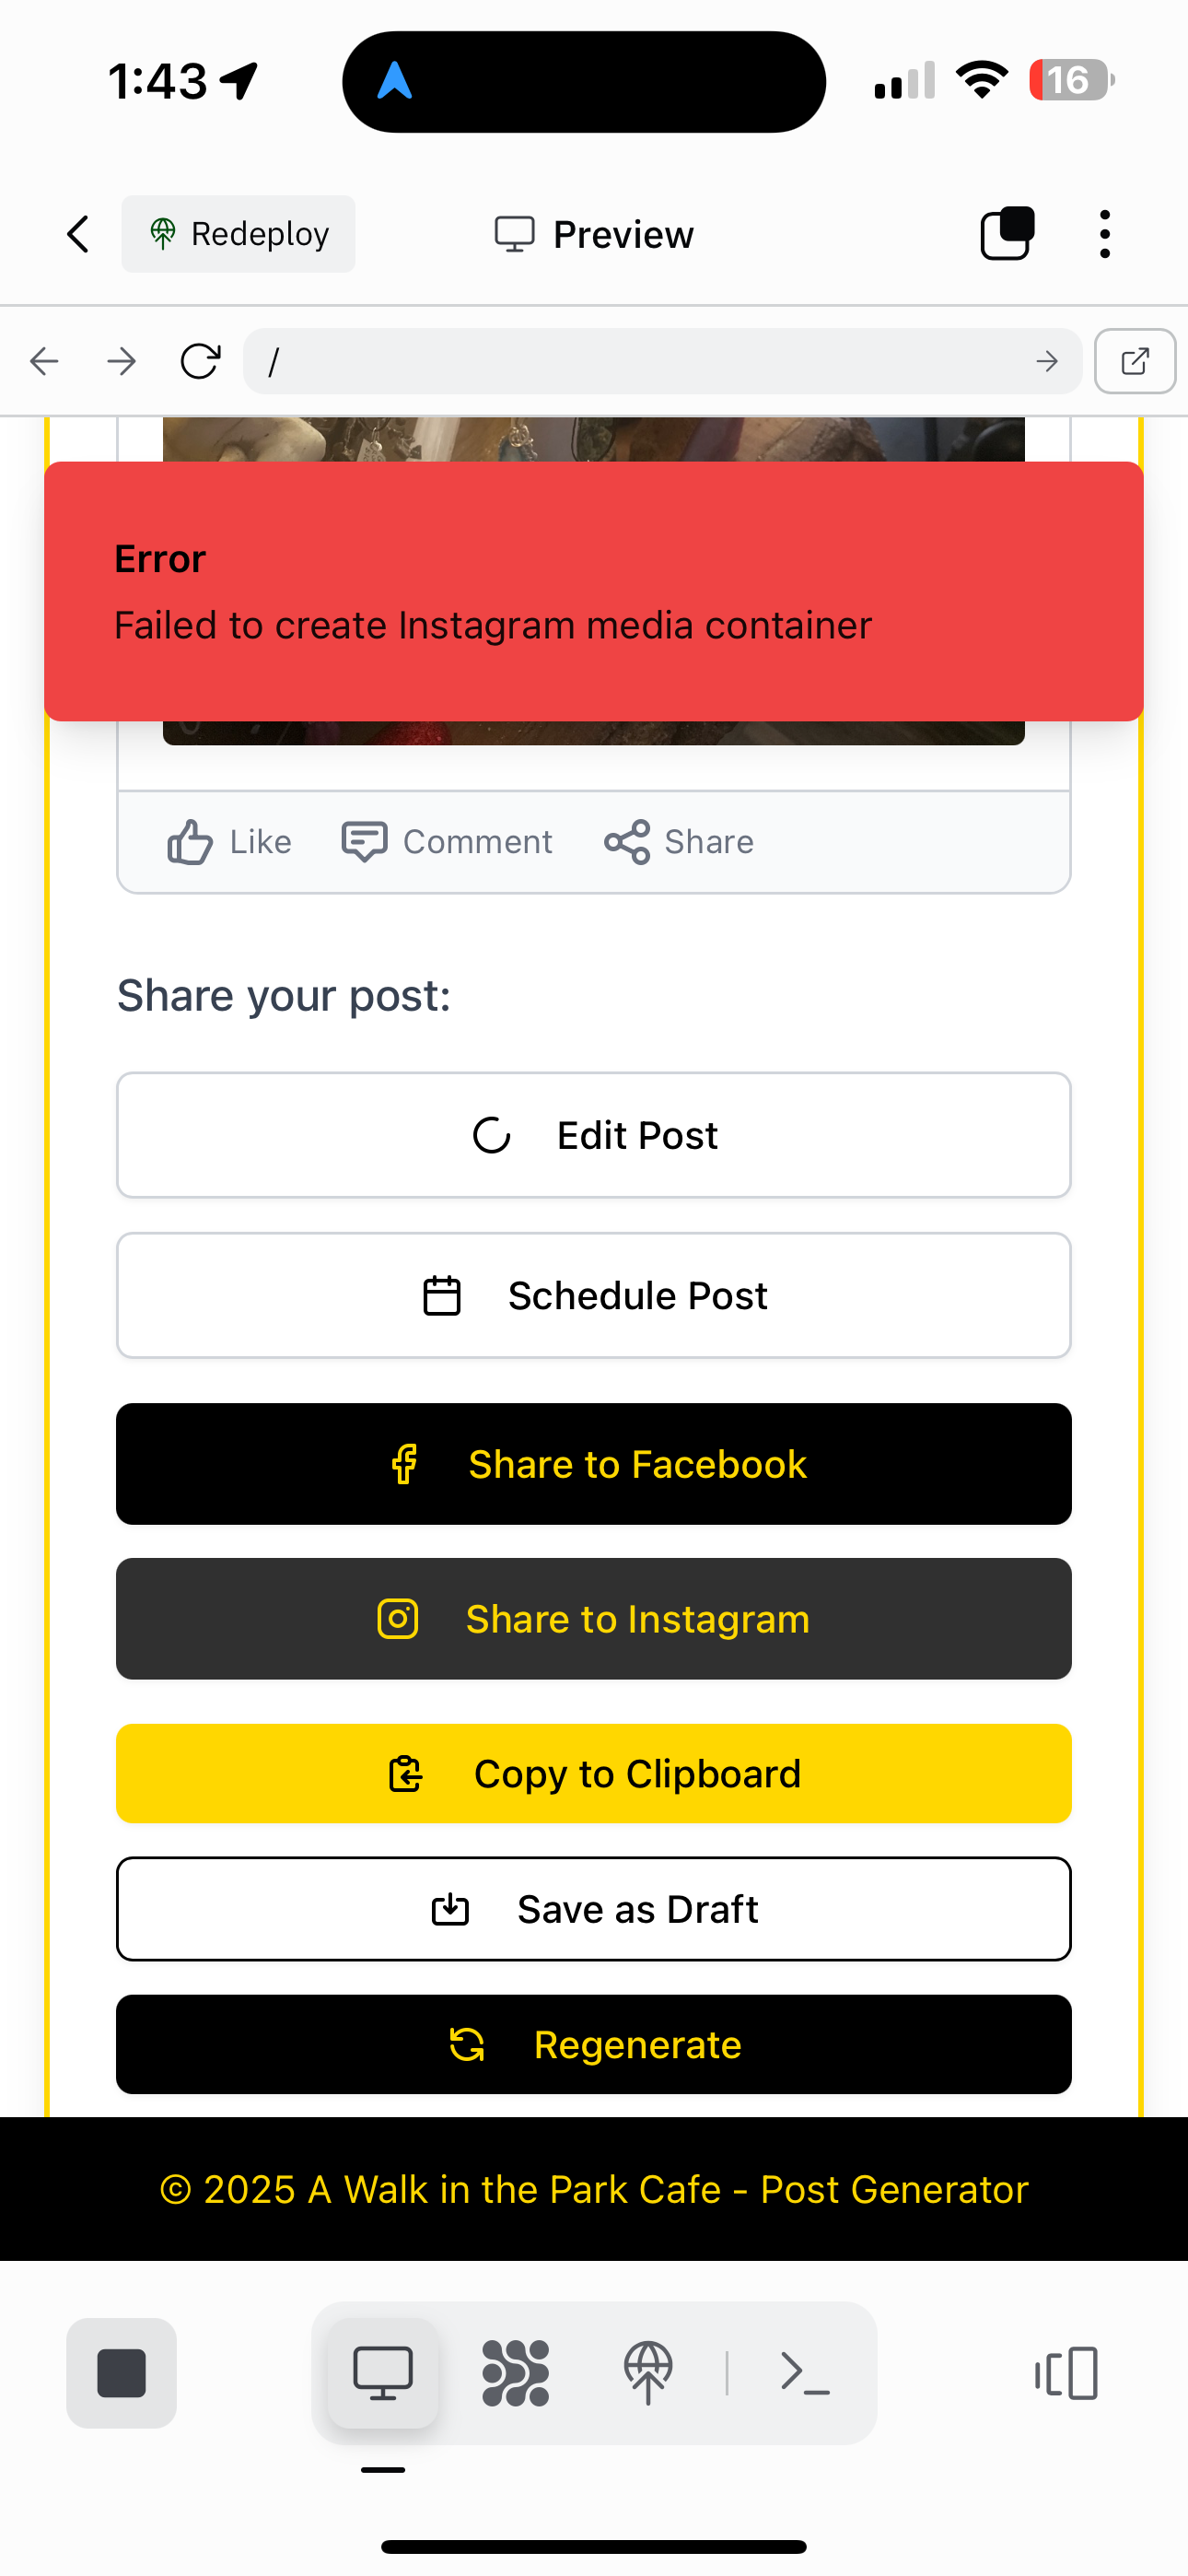 1:43
16
Redeploy
Preview
/
Error
Failed to create Instagram media container
Like
Comment
Share
Share your post:
Edit Post
Schedule Post
Share to Facebook
Share to Instagram
Copy to Clipboard
Save as Draft
Regenerate
© 2025 A Walk in the Park Cafe - Post Generator